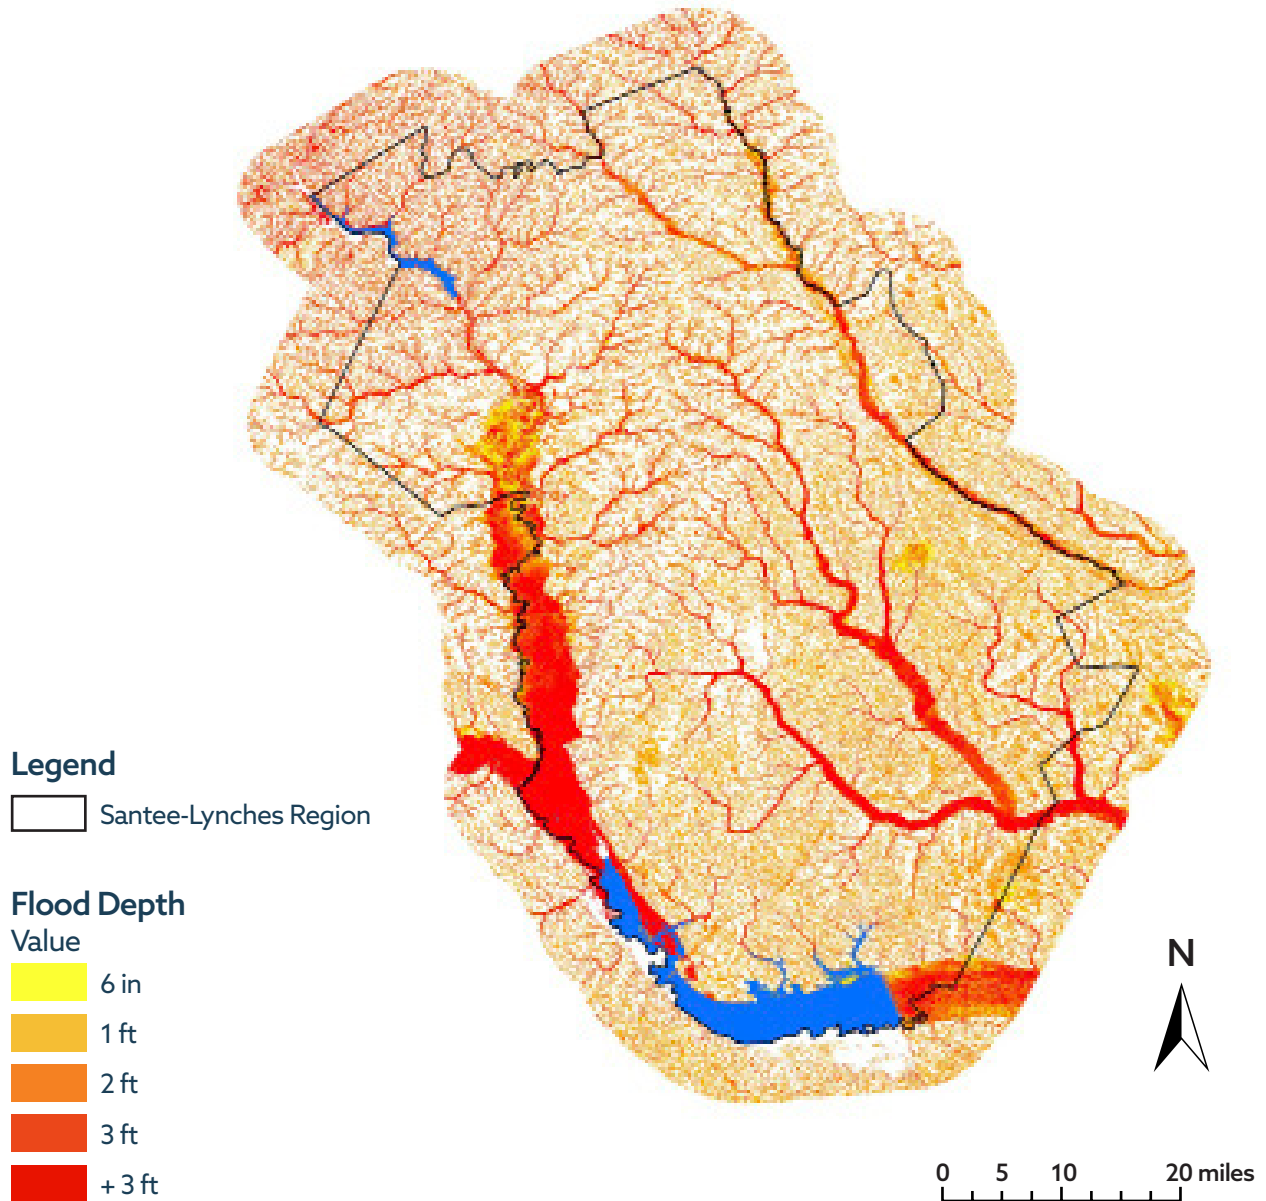 Legend
Santee-Lynches Region
Flood Depth
Value
6 in
1 ft
2 ft
3 ft
+ 3 ft
N
0 5 10 20 miles